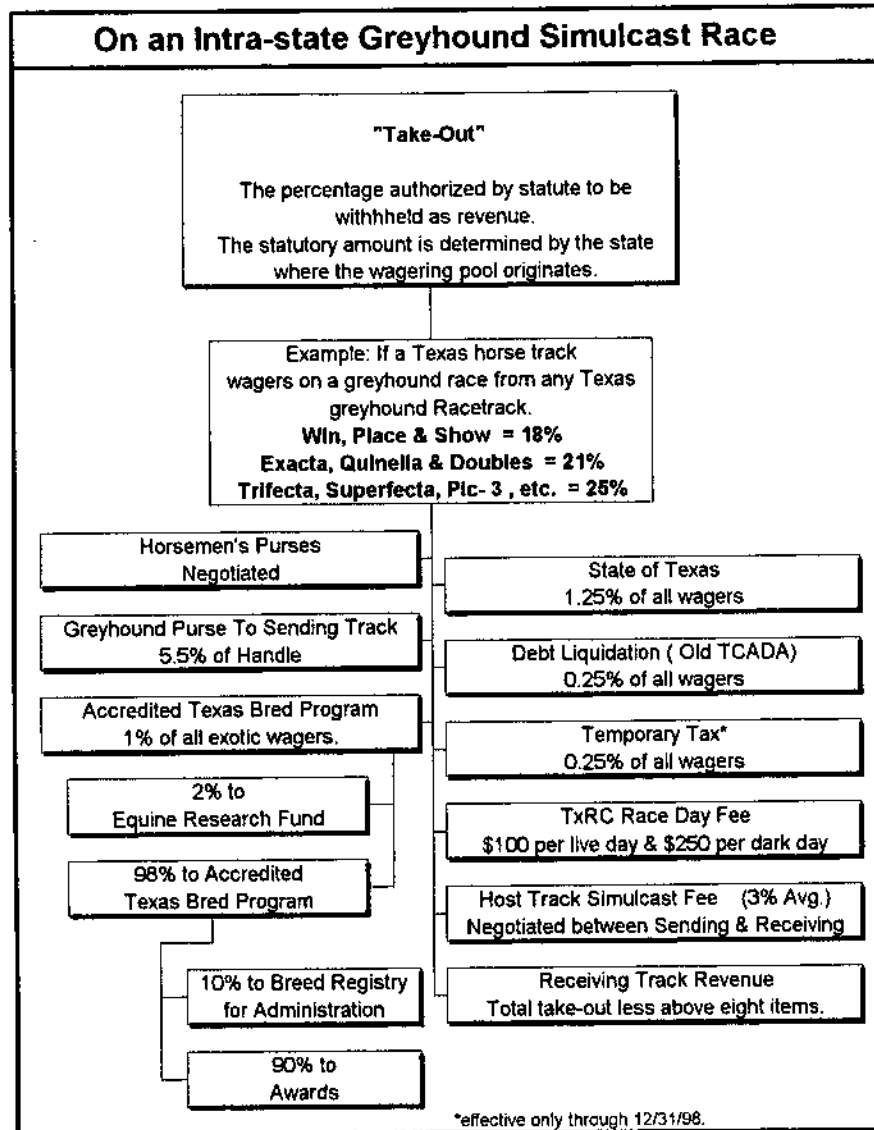 On an Intra-state Greyhound Simulcast Race
"Take-Out"
The percentage authorized by statute to be
withhheld as revenue.
The statutory amount is determined by the state
where the wagering pool originates.
Example: If a Texas horse track
wagers on a greyhound race from any Texas
greyhound Racetrack.
Win, Place & Show = 18%
Exacta, Quinella & Doubles = 21%
Trifecta, Superfecta, Pic- 3 , etc. = 25%
Horsemen's Purses
Negotiated
Greyhound Purse To Sending Track
5.5% of Handle
Accredited Texas Bred Program
1% of all exotic wagers.
2% to
Equine Research Fund
98% to Accredited
Texas Bred Program
10% to Breed Registry
for Administration
90% to
Awards
State of Texas
1.25% of all wagers
Debt Liquidation ( Old TCADA)
0.25% of all wagers
Temporary Tax*
0.25% of all wagers
TxRC Race Day Fee
$100 per live day & $250 per dark day
Host Track Simulcast Fee (3% Avg.)
Negotiated between Sending & Receiving
Receiving Track Revenue
Total take-out less above eight items.
*effective only through 12/31/98.